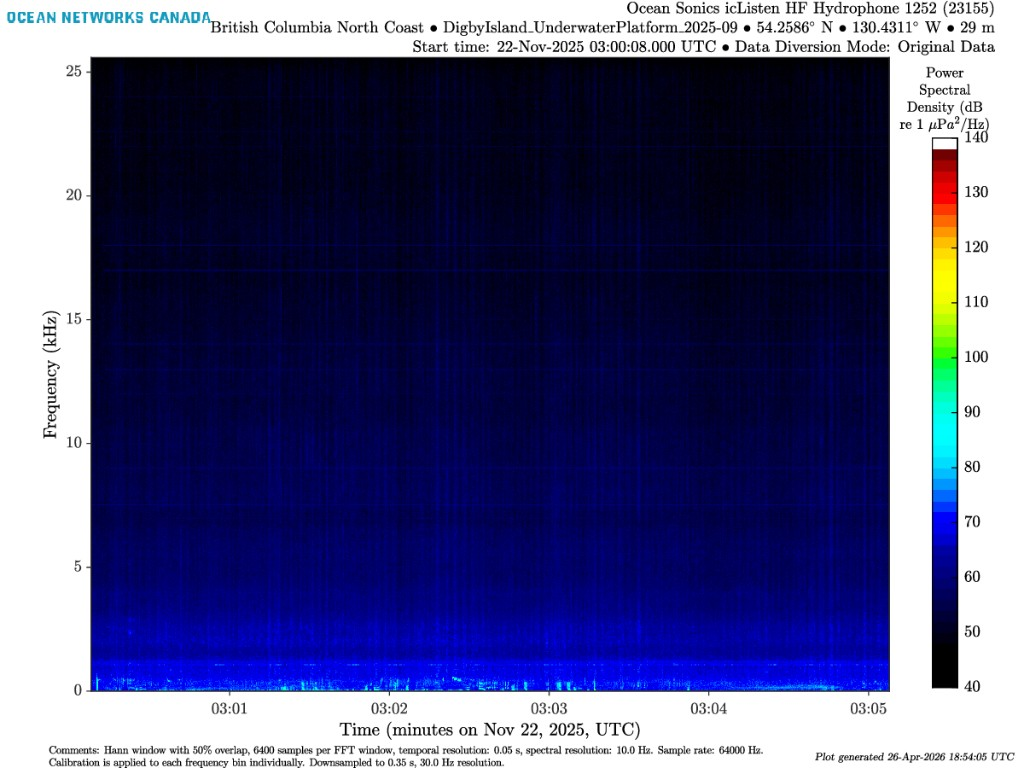 OCEAN NETWORKS CANADA
Ocean Sonics icListen HF Hydrophone 1252 (23155)
British Columbia North Coast • DigbyIsland_UnderwaterPlatform_2025-09 • 54.2586° N • 130.4311° W • 29 m
Start time: 22-Nov-2025 03:00:08.000 UTC • Data Diversion Mode: Original Data
Power
Spectral
Density (dB
re 1 μPa²/Hz)
140
130
120
110
100
90
80
70
60
50
40
25
20
15
10
5
0
Frequency (kHz)
03:01 03:02 03:03 03:04 03:05
Time (minutes on Nov 22, 2025, UTC)
Comments: Hann window with 50% overlap, 6400 samples per FFT window, temporal resolution: 0.05 s, spectral resolution: 10.0 Hz. Sample rate: 64000 Hz.
Calibration is applied to each frequency bin individually. Downsampled to 0.35 s, 30.0 Hz resolution.
Plot generated 26-Apr-2026 18:54:05 UTC